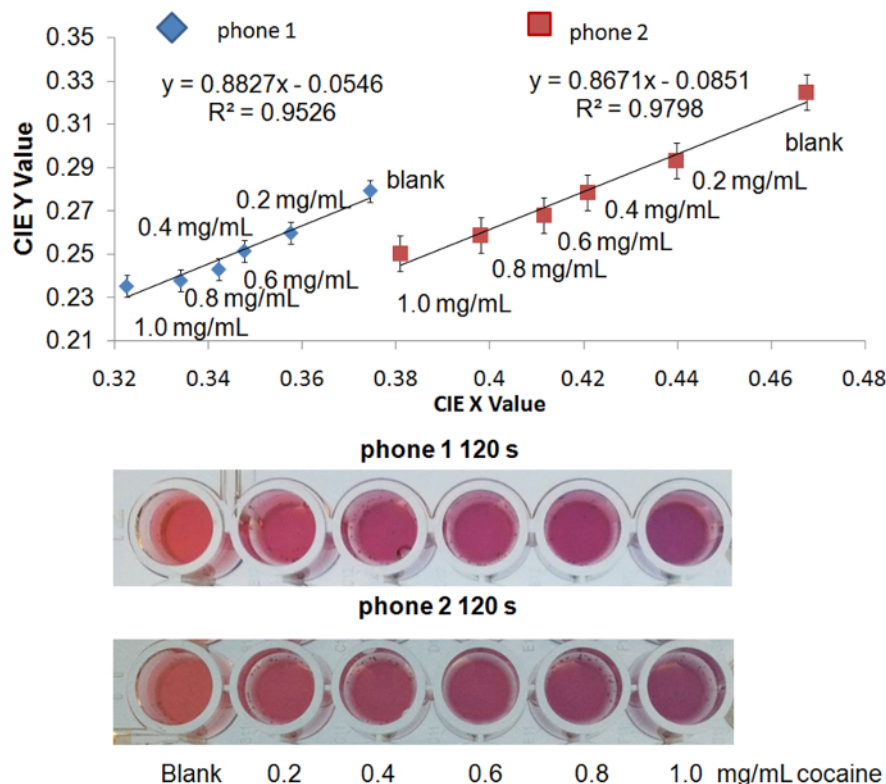 phone 1
phone 2
y = 0.8827x - 0.0546
R² = 0.9526
y = 0.8671x - 0.0851
R² = 0.9798
CIE Y Value
0.35
0.33
0.31
0.29
0.27
0.25
0.23
0.21
blank
0.2 mg/mL
0.4 mg/mL
0.6 mg/mL
0.8 mg/mL
1.0 mg/mL
blank
0.2 mg/mL
0.4 mg/mL
0.6 mg/mL
0.8 mg/mL
1.0 mg/mL
0.32 0.34 0.36 0.38 0.4 0.42 0.44 0.46 0.48
CIE X Value
phone 1 120 s
phone 2 120 s
Blank 0.2 0.4 0.6 0.8 1.0 mg/mL cocaine